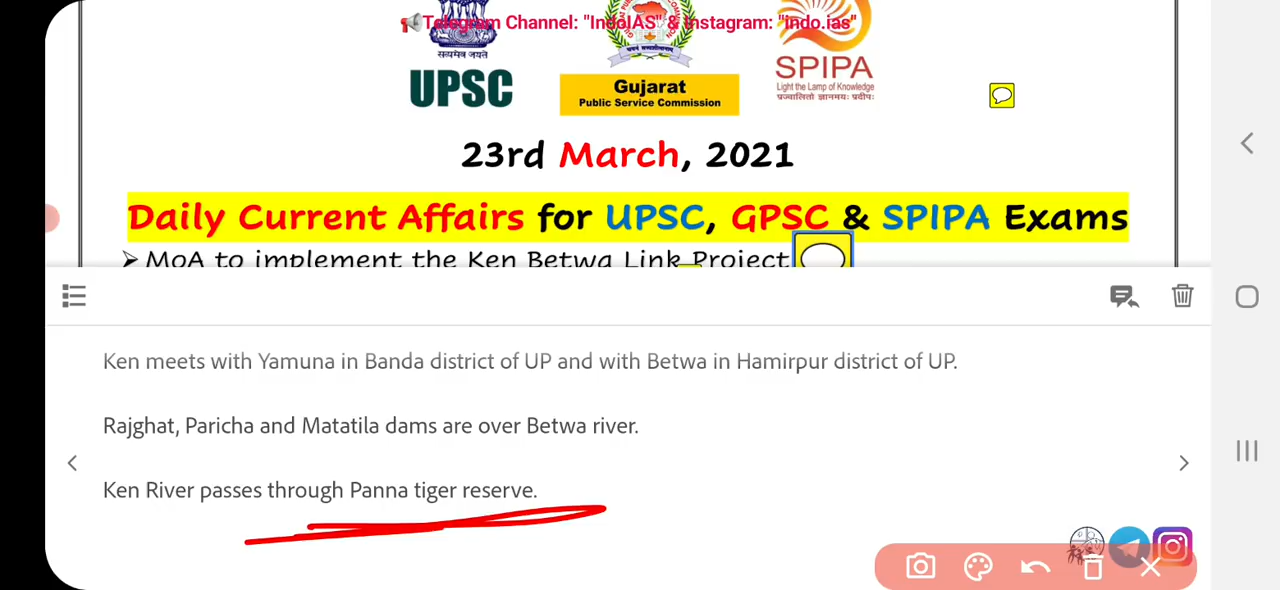 Telegram Channel: "IndoIAS" & Instagram: "indo.ias"
सत्यमेव जयते
UPSC
Gujarat
Public Service Commission
SPIPA
Light the Lamp of Knowledge
प्रज्वालितो ज्ञानमयः प्रदीपः
23rd March, 2021
Daily Current Affairs for UPSC, GPSC & SPIPA Exams
➢ MoA to implement the Ken Betwa Link Project
Ken meets with Yamuna in Banda district of UP and with Betwa in Hamirpur district of UP.
Rajghat, Paricha and Matatila dams are over Betwa river.
Ken River passes through Panna tiger reserve.